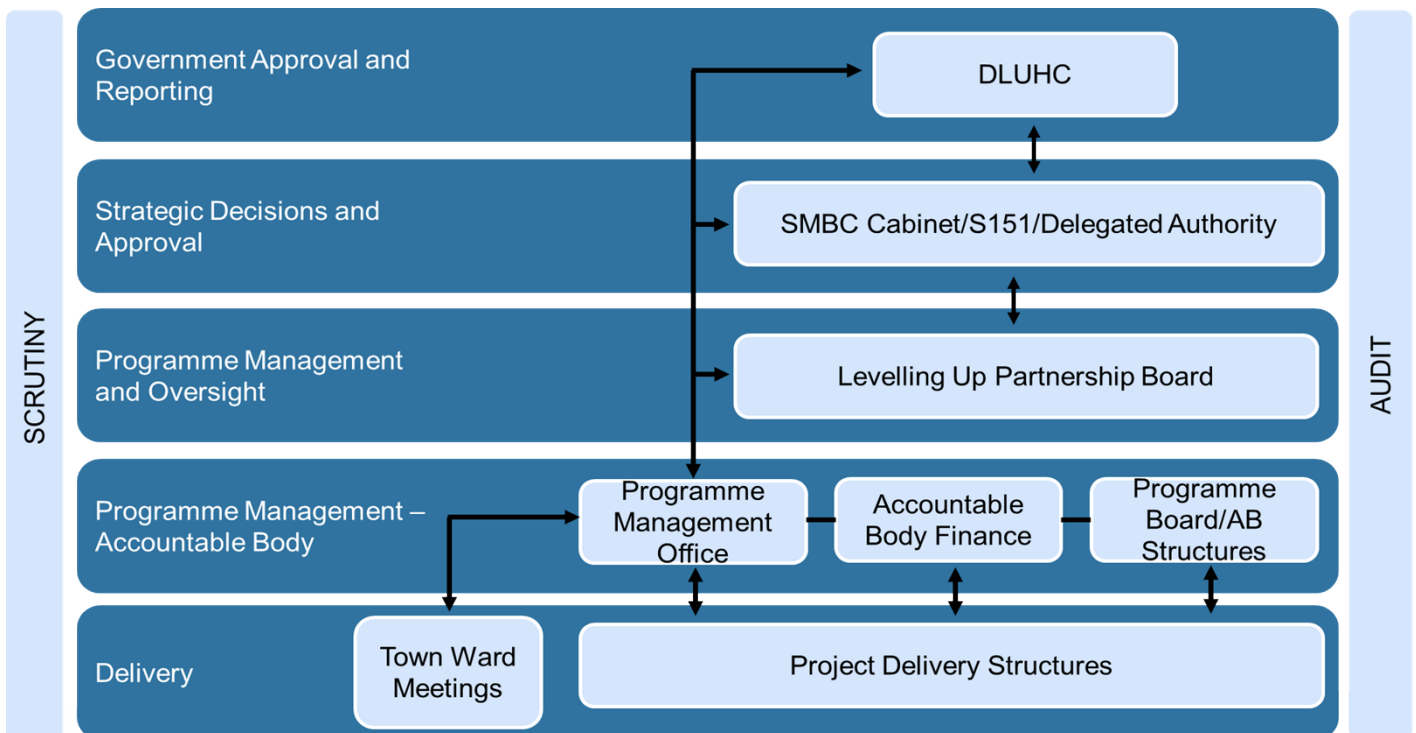 SCRUTINY
Government Approval and
Reporting
DLUHC
Strategic Decisions and
Approval
SMBC Cabinet/S151/Delegated Authority
Programme Management
and Oversight
Levelling Up Partnership Board
Programme Management –
Accountable Body
Programme
Management
Office
Accountable
Body Finance
Programme
Board/AB
Structures
Delivery
Town Ward
Meetings
Project Delivery Structures
AUDIT